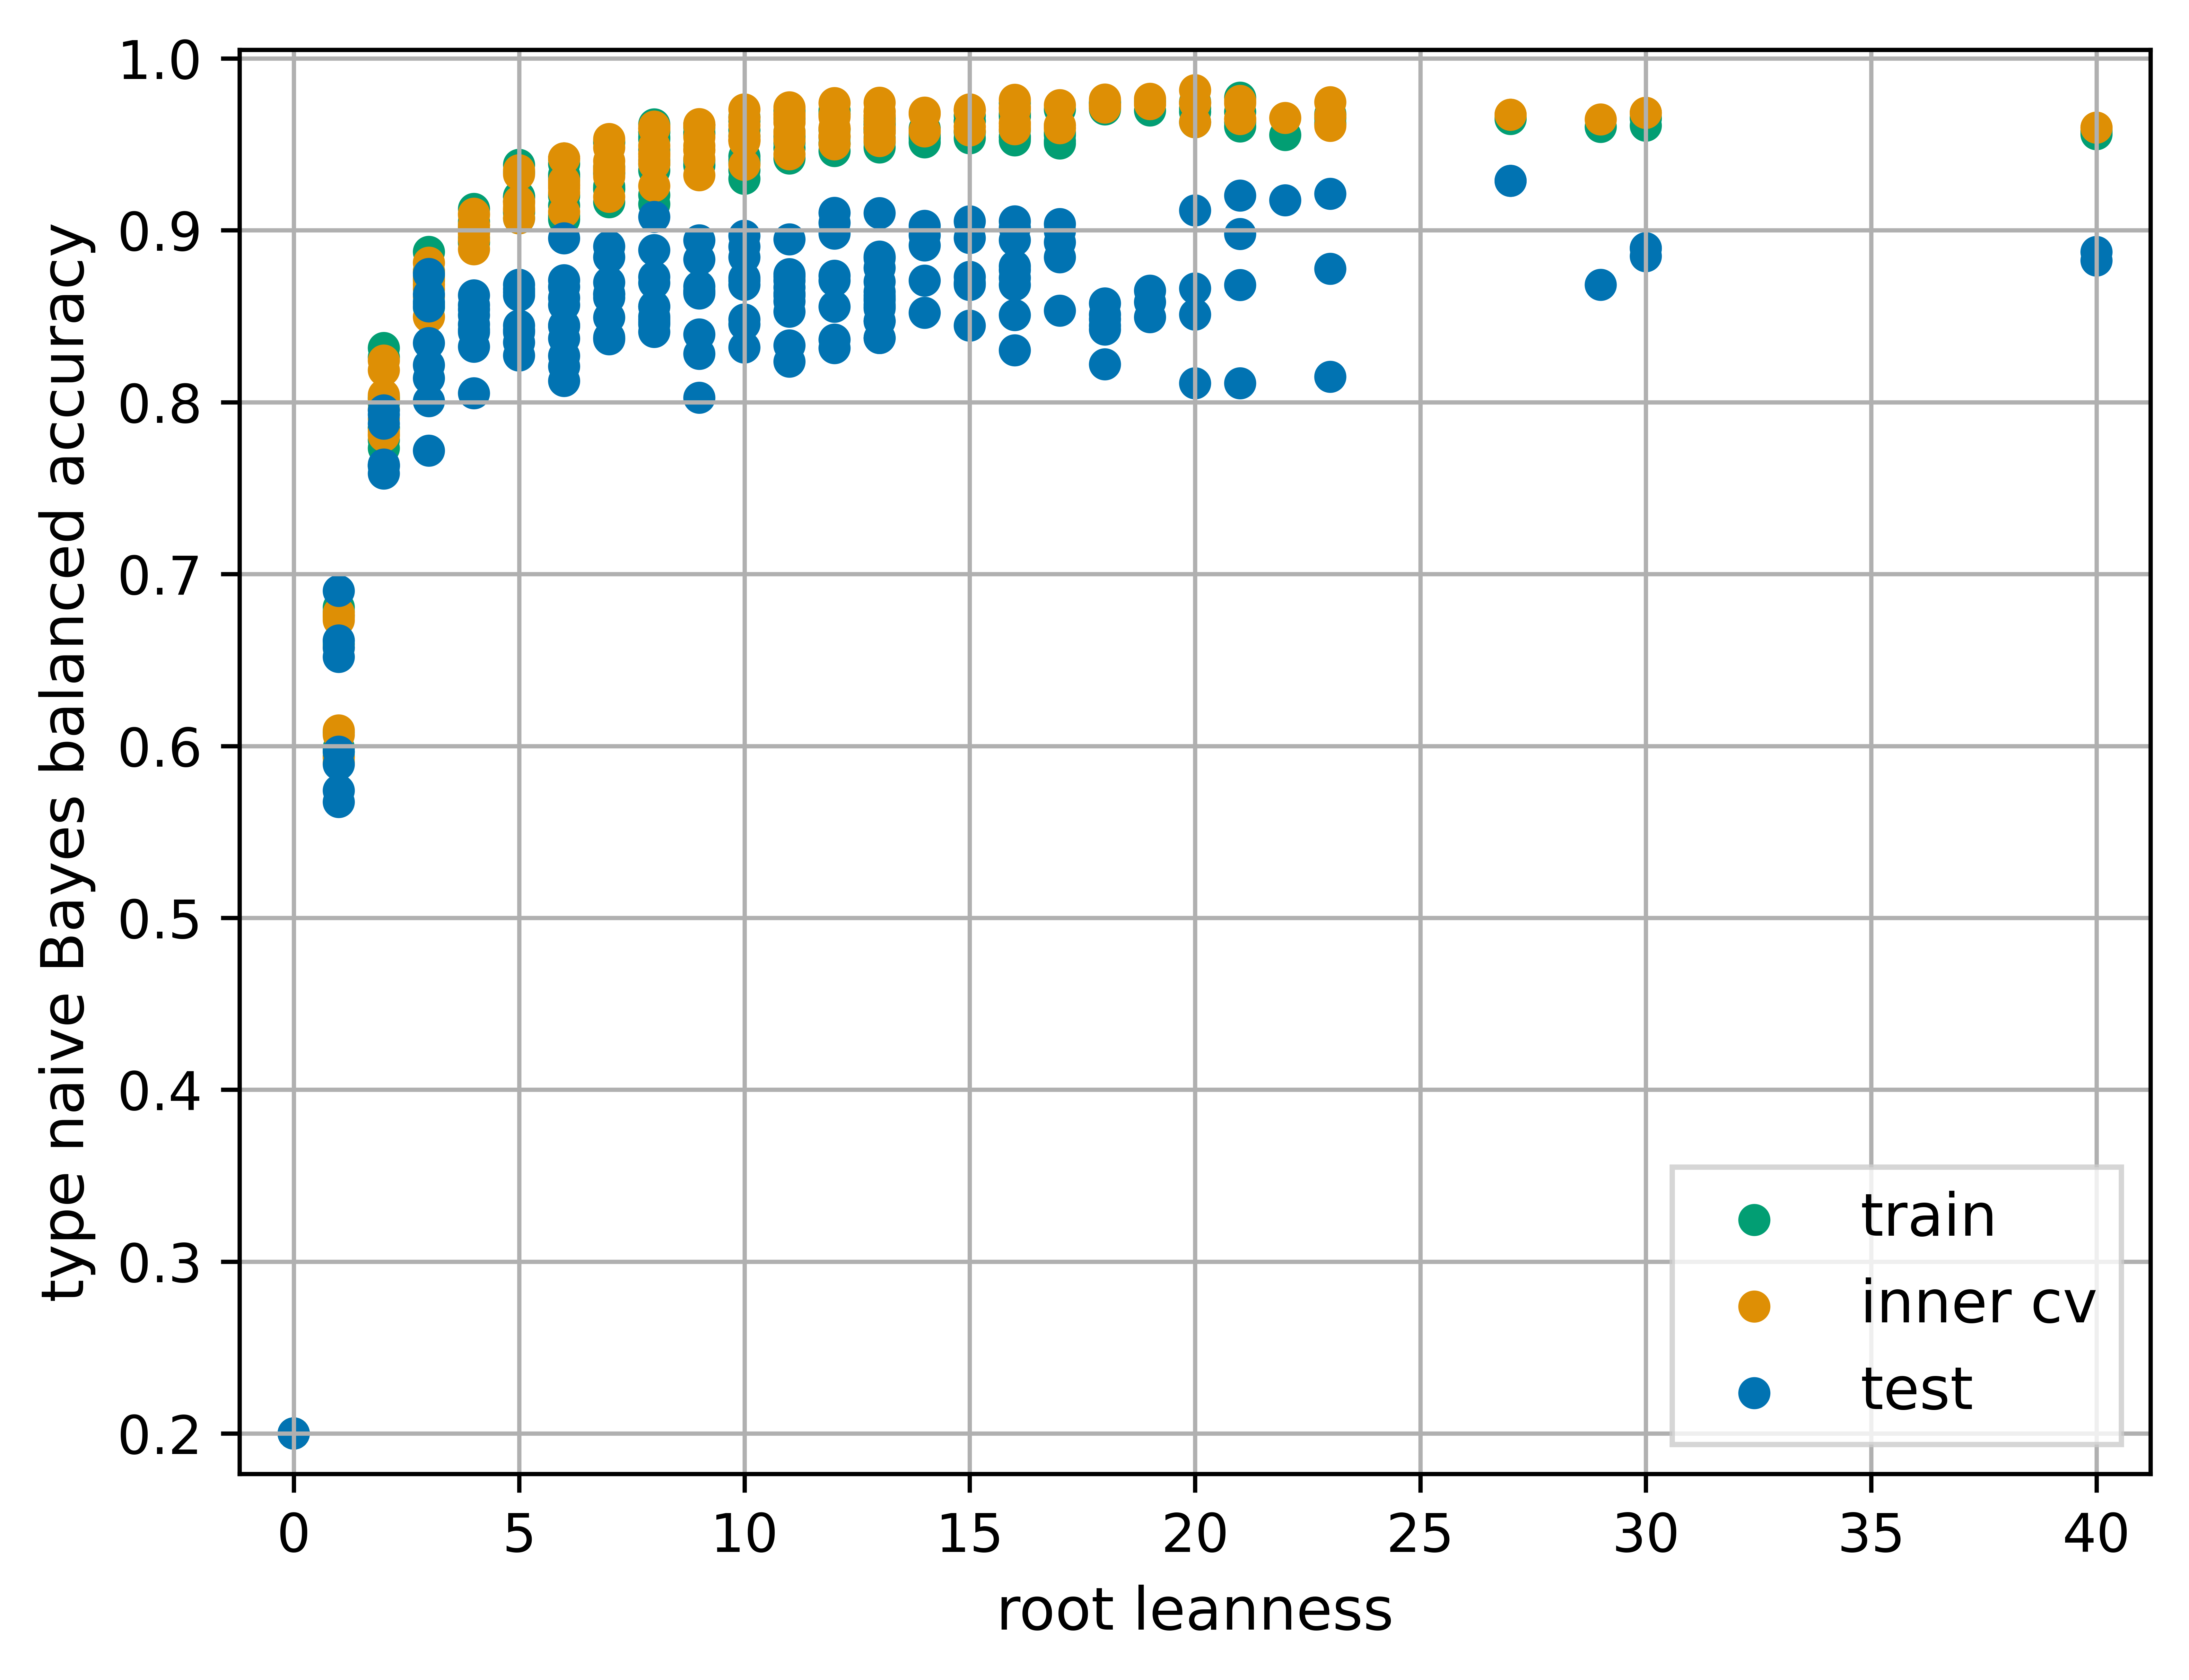 type naive Bayes balanced accuracy
1.0
0.9
0.8
0.7
0.6
0.5
0.4
0.3
0.2
train
inner cv
test
0 5 10 15 20 25 30 35 40
root leanness